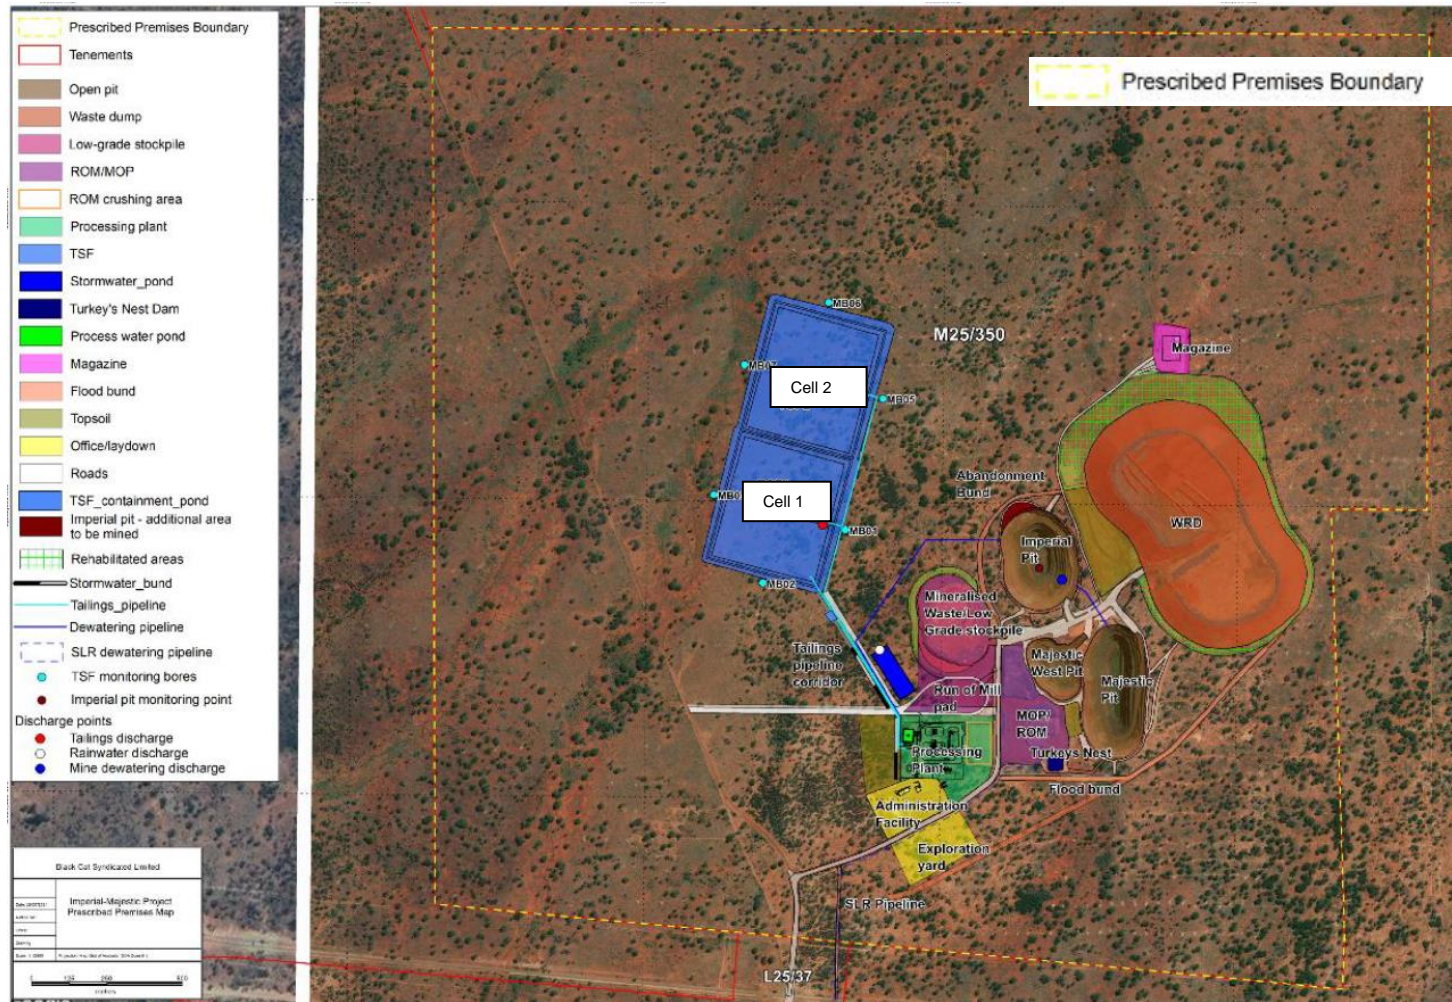 Prescribed Premises Boundary
Tenements
Open pit
Waste dump
Low-grade stockpile
ROM/MOP
ROM crushing area
Processing plant
TSF
Stormwater_pond
Turkey's Nest Dam
Process water pond
Magazine
Flood bund
Topsoil
Office/laydown
Roads
TSF_containment_pond
Imperial pit - additional area
to be mined
Rehabilitated areas
Stormwater_bund
Tailings_pipeline
Dewatering pipeline
SLR dewatering pipeline
TSF monitoring bores
Imperial pit monitoring point
Discharge points
Tailings discharge
Rainwater discharge
Mine dewatering discharge
Prescribed Premises Boundary
MB06
M25/350
Magazine
Cell 2
MB05
Abandonment
Bund
Cell 1
WRD
MB01
Imperial
Pit
MB02
Mineralised
Waste/Low
Grade stockpile
Tailings
pipeline
corridor
Majestic
West Pit
Majestic
Pit
Run of Mill
pad
MOP/
ROM
Processing
Plant
Turkeys Nest
Flood bund
Administration
Facility
Exploration
yard
SLR Pipeline
L25/37
Black Cat Syndicated Limited
Imperial-Majestic Project
Prescribed Premises Map